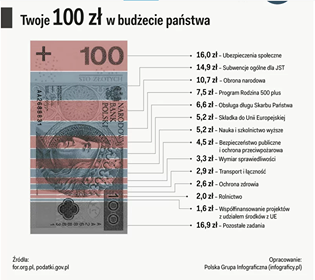 Twoje 100 zł w budżecie państwa
+ 100
NARODOWY
BANK
POLSKI
16,0 zł - Ubezpieczenia społeczne
14,9 zł - Subwencje ogólne dla JST
10,7 zł - Obrona narodowa
7,5 zł - Program Rodzina 500 plus
6,6 zł - Obsługa długu Skarbu Państwa
5,2 zł - Składka do Unii Europejskiej
5,2 zł - Nauka i szkolnictwo wyższe
4,5 zł - Bezpieczeństwo publiczne
i ochrona przeciwpożarowa
3,3 zł - Wymiar sprawiedliwości
2,9 zł - Transport i łączność
2,6 zł - Ochrona zdrowia
2,0 zł - Rolnictwo
1,6 zł - Współfinansowanie projektów
z udziałem środków z UE
16,9 zł - Pozostałe zadania
100
Źródła:
for.org.pl, podatki.gov.pl
Opracowanie:
Polska Grupa Infograficzna (infograficy.pl)